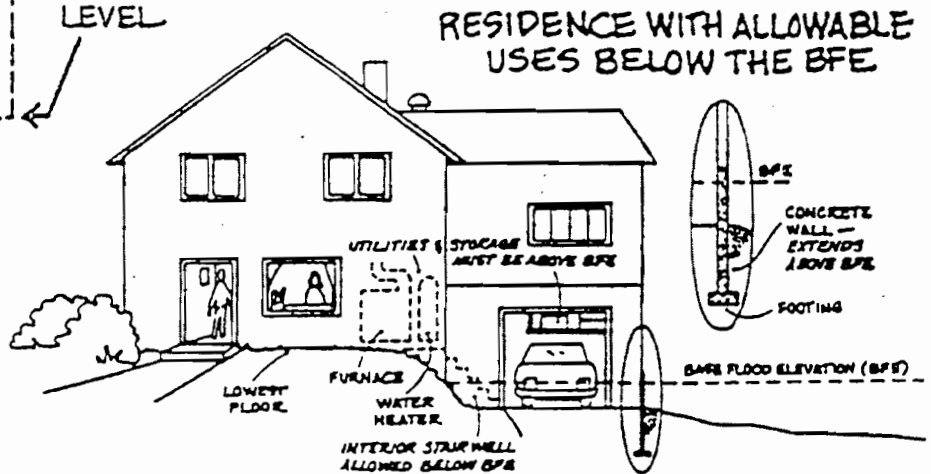 LEVEL
RESIDENCE WITH ALLOWABLE
USES BELOW THE BFE
BFE
CONCRETE
WALL —
EXTENDS
ABOVE BFE
FOOTING
UTILITIES & STORAGE
MUST BE ABOVE BFE
BASE FLOOD ELEVATION (BFE)
LOWEST
FLOOR
FURNACE
WATER
HEATER
INTERIOR STAIRWELL
ALLOWED BELOW BFE